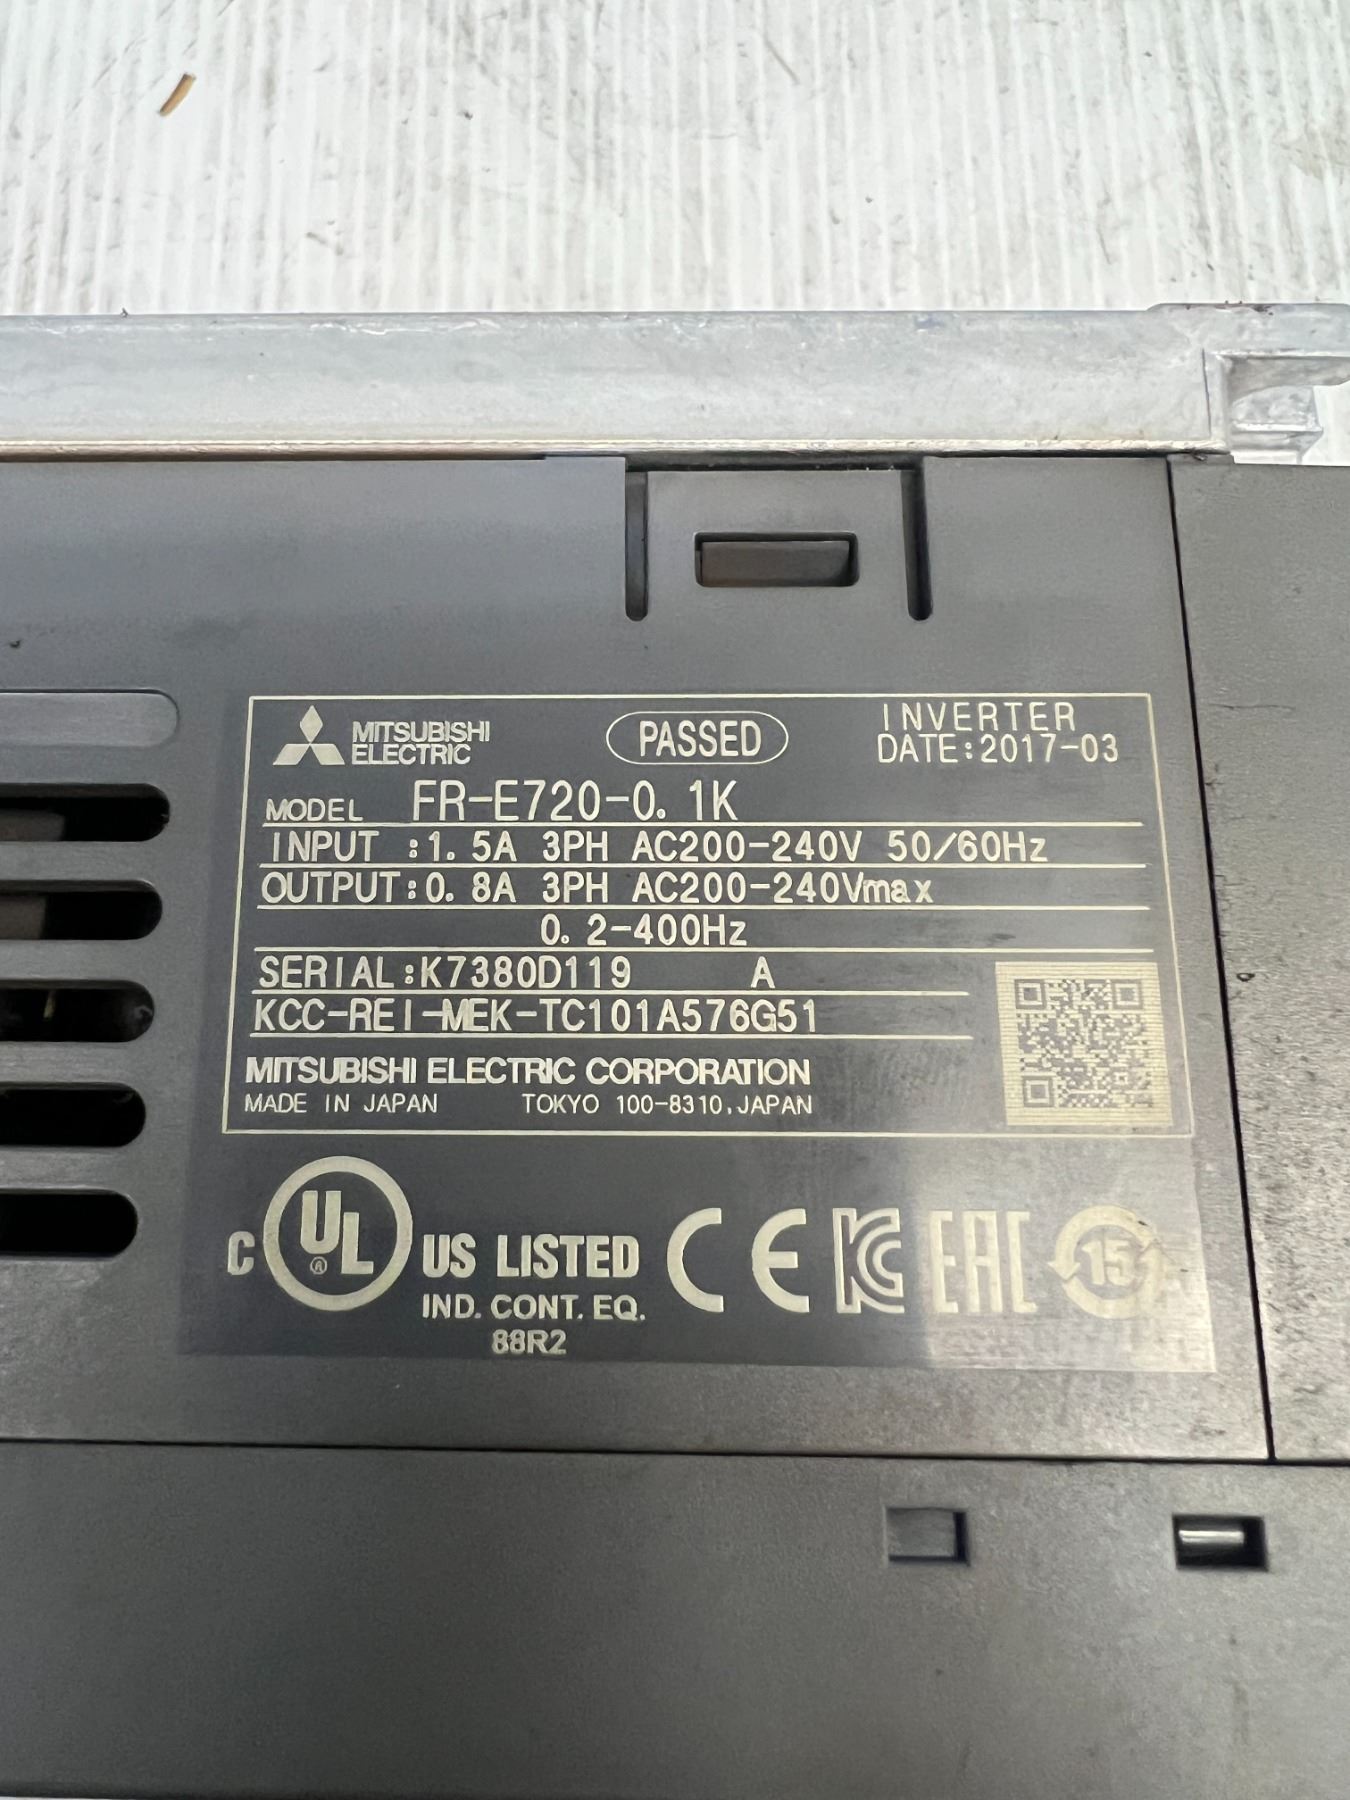 MITSUBISHI
ELECTRIC
PASSED
INVERTER
DATE:2017-03
MODEL FR-E720-0.1K
INPUT :1.5A 3PH AC200-240V 50/60Hz
OUTPUT:0.8A 3PH AC200-240Vmax
0.2-400Hz
SERIAL:K7380D119 A
KCC-REI-MEK-TC101A576G51
MITSUBISHI ELECTRIC CORPORATION
MADE IN JAPAN TOKYO 100-8310,JAPAN
C UL ® US LISTED
IND. CONT. EQ.
88R2
CE KC EAC 15